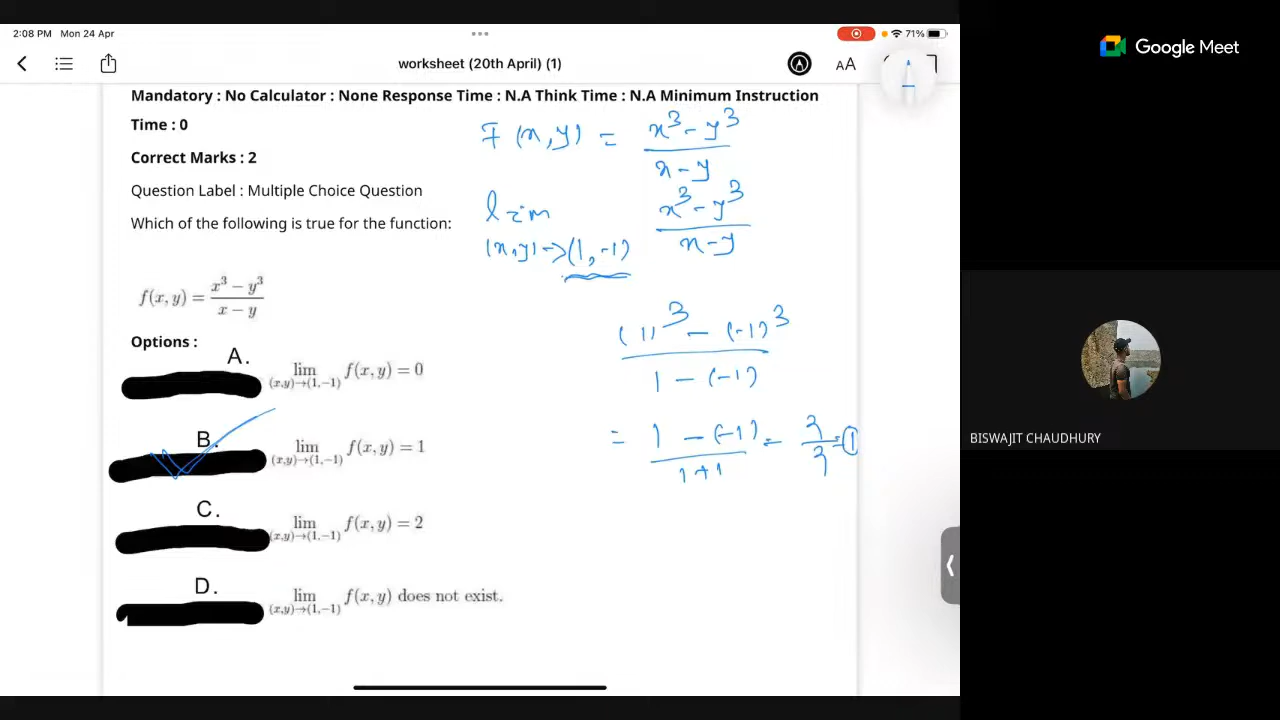 2:08 PM Mon 24 Apr
71%
worksheet (20th April) (1)
AA
Google Meet
Mandatory : No Calculator : None Response Time : N.A Think Time : N.A Minimum Instruction
Time : 0
Correct Marks : 2
Question Label : Multiple Choice Question
Which of the following is true for the function:
f(x, y) = x³ − y³ / x − y
Options :
A. lim (x,y)→(1,−1) f(x, y) = 0
B. lim (x,y)→(1,−1) f(x, y) = 1
C. lim (x,y)→(1,−1) f(x, y) = 2
D. lim (x,y)→(1,−1) f(x, y) does not exist.
F (x,y) = x³ − y³ / x − y
lim (x,y) → (1,−1) x³ − y³ / x − y
(1)³ − (−1)³ / 1 − (−1)
= 1 − (−1) / 1+1 = 2/2 = 1
BISWAJIT CHAUDHURY